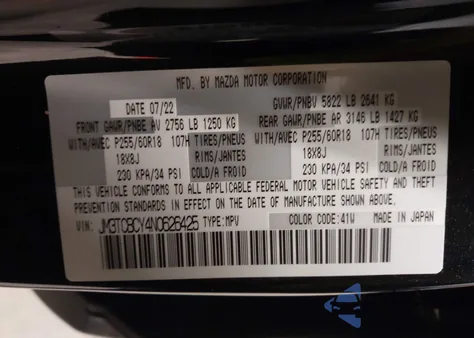 MFD. BY MAZDA MOTOR CORPORATION
DATE 07/22 GVWR/PNBV 5822 LB 2641 KG
FRONT GAWR/PNBE AV 2756 LB 1250 KG REAR GAWR/PNBE AR 3146 LB 1427 KG
WITH/AVEC P255/60R18 107H TIRES/PNEUS WITH/AVEC P255/60R18 107H TIRES/PNEUS
18X8J RIMS/JANTES 18X8J RIMS/JANTES
230 KPA/34 PSI COLD/A FROID 230 KPA/34 PSI COLD/A FROID
THIS VEHICLE CONFORMS TO ALL APPLICABLE FEDERAL MOTOR VEHICLE SAFETY AND THEFT
PREVENTION STANDARDS IN EFFECT ON THE DATE OF MANUFACTURE SHOWN ABOVE.
VIN: JM3TCBCY4N0626425 TYPE:MPV COLOR CODE:41W MADE IN JAPAN